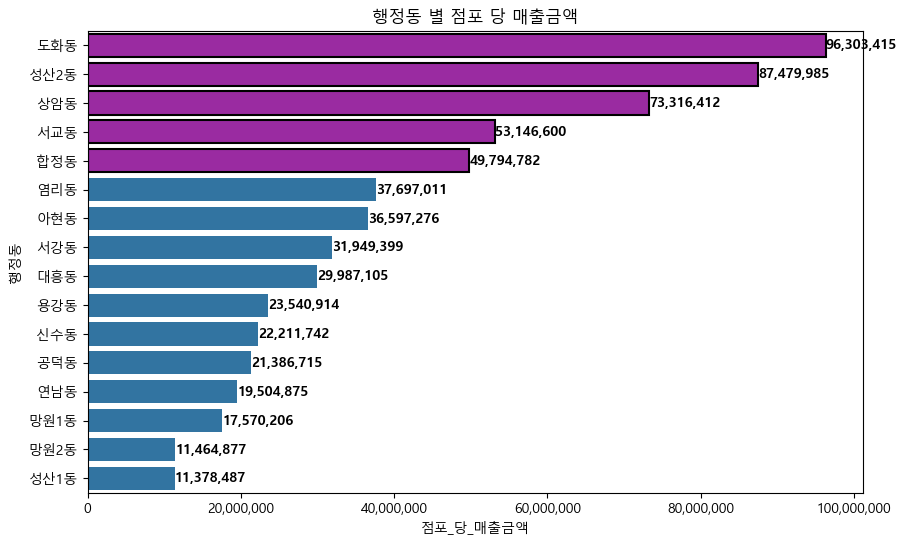 행정동 별 점포 당 매출금액
도화동 96,303,415
성산2동 87,479,985
상암동 73,316,412
서교동 53,146,600
합정동 49,794,782
염리동 37,697,011
아현동 36,597,276
서강동 31,949,399
대흥동 29,987,105
용강동 23,540,914
신수동 22,211,742
공덕동 21,386,715
연남동 19,504,875
망원1동 17,570,206
망원2동 11,464,877
성산1동 11,378,487
행정동
0 20,000,000 40,000,000 60,000,000 80,000,000 100,000,000
점포_당_매출금액